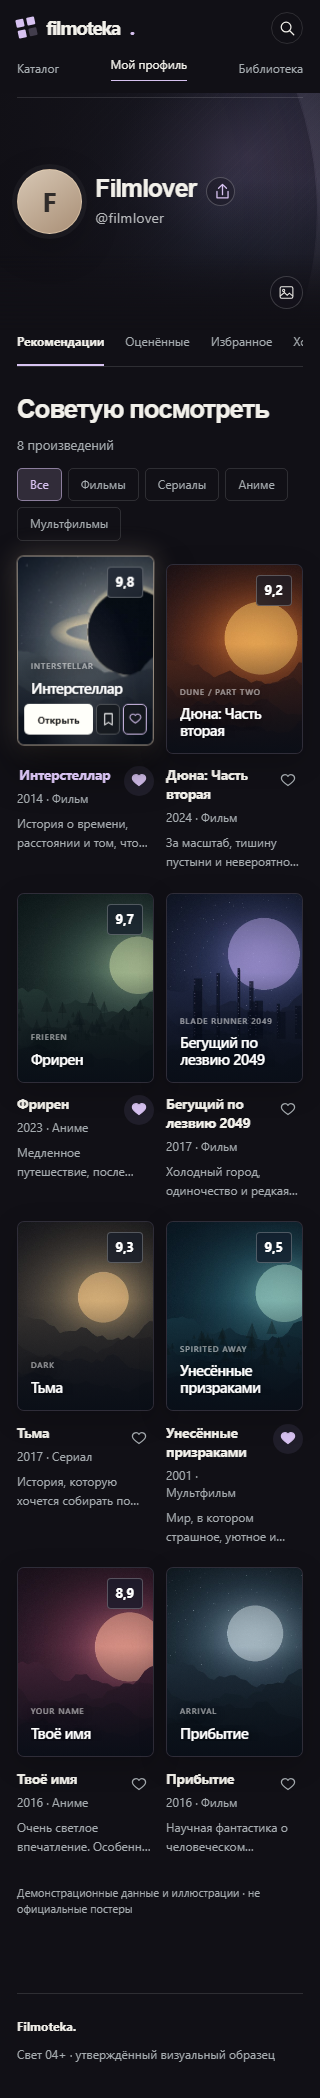 filmoteka.
Каталог
Мой профиль
Библиотека
F
Filmlover
@filmlover
Рекомендации
Оценённые
Избранное
Хо
Советую посмотреть
8 произведений
Все
Фильмы
Сериалы
Аниме
Мультфильмы
9,8
INTERSTELLAR
Интерстеллар
Открыть
Интерстеллар
2014 · Фильм
История о времени,
расстоянии и том, что...
9,2
DUNE / PART TWO
Дюна: Часть
вторая
Дюна: Часть
вторая
2024 · Фильм
За масштаб, тишину
пустыни и невероятно...
9,7
FRIEREN
Фрирен
Фрирен
2023 · Аниме
Медленное
путешествие, после...
BLADE RUNNER 2049
Бегущий по
лезвию 2049
Бегущий по
лезвию 2049
2017 · Фильм
Холодный город,
одиночество и редкая...
9,3
DARK
Тьма
Тьма
2017 · Сериал
История, которую
хочется собирать по...
9,5
SPIRITED AWAY
Унесённые
призраками
Унесённые
призраками
2001 ·
Мультфильм
Мир, в котором
страшное, уютное и...
8,9
YOUR NAME
Твоё имя
Твоё имя
2016 · Аниме
Очень светлое
впечатление. Особенн...
ARRIVAL
Прибытие
Прибытие
2016 · Фильм
Научная фантастика о
человеческом...
Демонстрационные данные и иллюстрации · не
официальные постеры
Filmoteka.
Свет 04+ · утверждённый визуальный образец